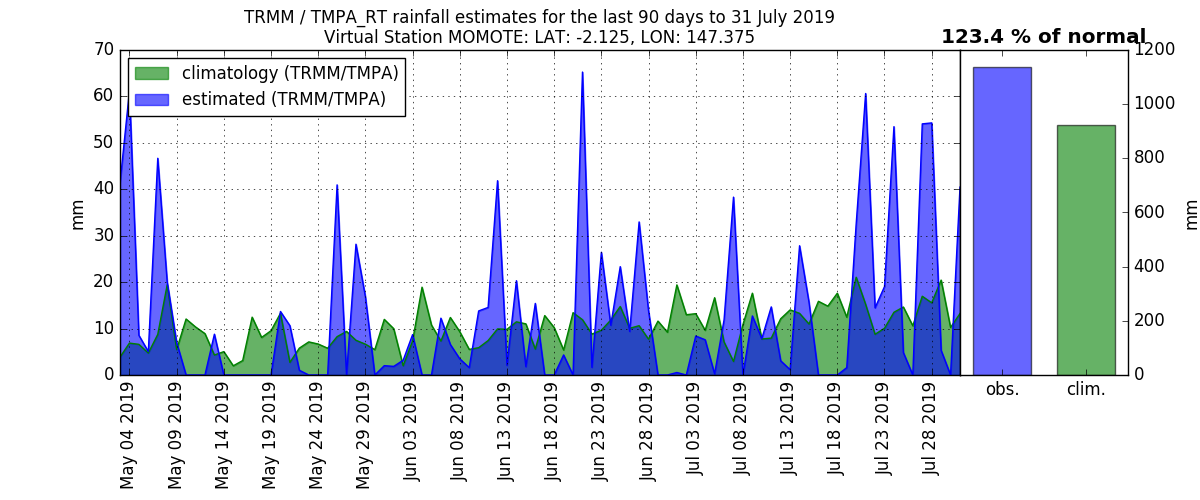 TRMM / TMPA_RT rainfall estimates for the last 90 days to 31 July 2019
Virtual Station MOMOTE: LAT: -2.125, LON: 147.375
123.4 % of normal
climatology (TRMM/TMPA)
estimated (TRMM/TMPA)
mm
70
60
50
40
30
20
10
0
May 04 2019
May 09 2019
May 14 2019
May 19 2019
May 24 2019
May 29 2019
Jun 03 2019
Jun 08 2019
Jun 13 2019
Jun 18 2019
Jun 23 2019
Jun 28 2019
Jul 03 2019
Jul 08 2019
Jul 13 2019
Jul 18 2019
Jul 23 2019
Jul 28 2019
1200
1000
800
600
400
200
0
mm
obs.
clim.